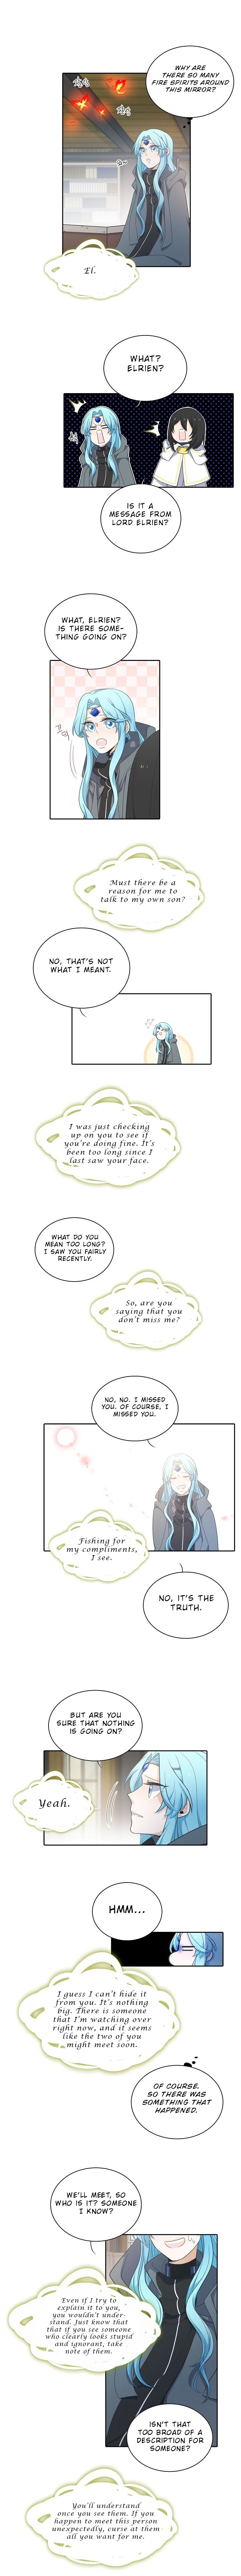 WHY ARE
THERE SO MANY
FIRE SPIRITS AROUND
THIS MIRROR?
El.
WHAT?
ELRIEN?
IS IT A
MESSAGE FROM
LORD ELRIEN?
WHAT, ELRIEN?
IS THERE SOME-
THING GOING ON?
Must there be a
reason for me to
talk to my own son?
NO, THAT'S NOT
WHAT I MEANT.
I was just checking
up on you to see if
you're doing fine. It's
been too long since I
last saw your face.
WHAT DO YOU
MEAN TOO LONG?
I SAW YOU FAIRLY
RECENTLY.
So, are you
saying that you
don't miss me?
NO, NO. I MISSED
YOU. OF COURSE, I
MISSED YOU.
Fishing for
my compliments,
I see.
NO, IT'S THE
TRUTH.
BUT ARE YOU
SURE THAT NOTHING
IS GOING ON?
Yeah.
HMM...
I guess I can't hide it
from you. It's nothing
big. There is someone
that I'm watching over
right now, and it seems
like the two of you
might meet soon.
OF COURSE,
SO THERE WAS
SOMETHING THAT
HAPPENED.
WE'LL MEET, SO
WHO IS IT? SOMEONE
I KNOW?
Even if I try to
explain it to you,
you wouldn't under-
stand. Just know that
that if you see someone
who clearly looks stupid
and ignorant, take
note of them.
ISN'T THAT
TOO BROAD OF A
DESCRIPTION FOR
SOMEONE?
You'll understand
once you see them. If you
happen to meet this person
unexpectedly, curse at them
all you want for me.